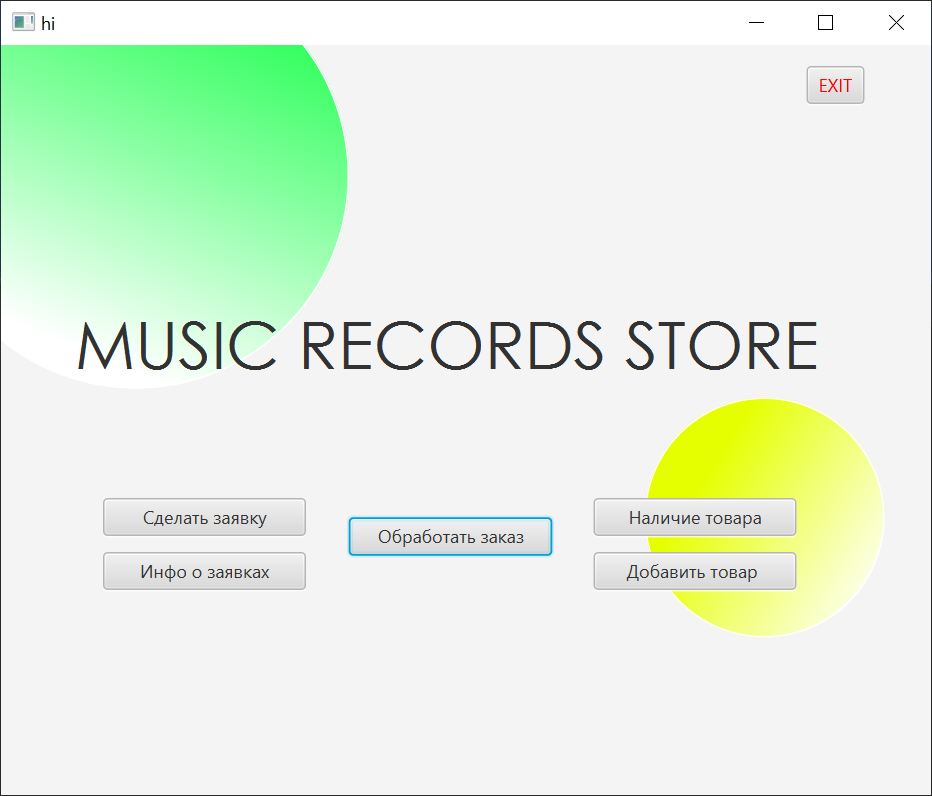 hi
EXIT
MUSIC RECORDS STORE
Сделать заявку
Инфо о заявках
Обработать заказ
Наличие товара
Добавить товар